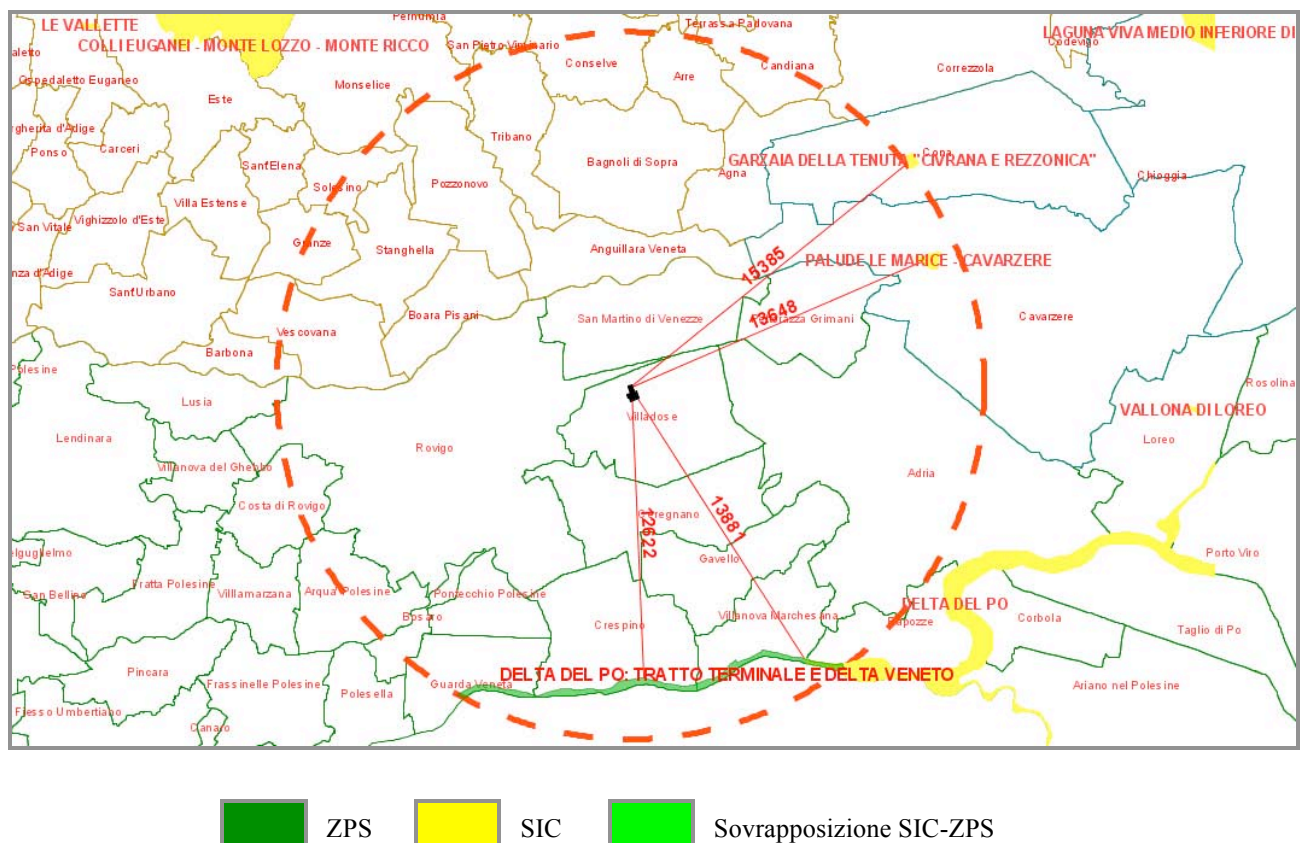 Pernumia
Terrassa Padovana
LE VALLETTE
COLLI EUGANEI - MONTE LOZZO - MONTE RICCO
San Pietro Viminario
LAGUNA VIVA MEDIO INFERIORE DI
Codevigo
Conselve
Candiana
Correzzola
Arre
Ospedaletto Euganeo
Monselice
Este
Tribano
Ponso
Carceri
Sant'Elena
Bagnoli di Sopra
Cona
GARZAIA DELLA TENUTA "CIVRANA E REZZONICA"
Agna
Chioggia
Solesino
Pozzonovo
Villa Estense
San Vitale
Vighizzolo d'Este
Granze
Stanghella
Anguillara Veneta
PALUDE LE MARICE - CAVARZERE
15385
Sant'Urbano
13648
Boara Pisani
San Martino di Venezze
Pettorazza Grimani
Cavarzere
Vescovana
Barbona
Polesine
Rosolina
Lusia
Villadose
VALLONA DI LOREO
Loreo
Lendinara
Rovigo
Villanova del Ghebbo
Adria
Costa di Rovigo
Ceregnano
12622
13881
Gavello
Porto Viro
Fratta Polesine
San Bellino
Villamarzana
Arqua Polesine
Pontecchio Polesine
Bosaro
Crespino
Villanova Marchesana
DELTA DEL PO
Papozze
Corbola
Taglio di Po
Pincara
Frassinelle Polesine
Polesella
Guarda Veneta
DELTA DEL PO: TRATTO TERMINALE E DELTA VENETO
Ariano nel Polesine
Fiesso Umbertiano
Canaro
ZPS
SIC
Sovrapposizione SIC-ZPS